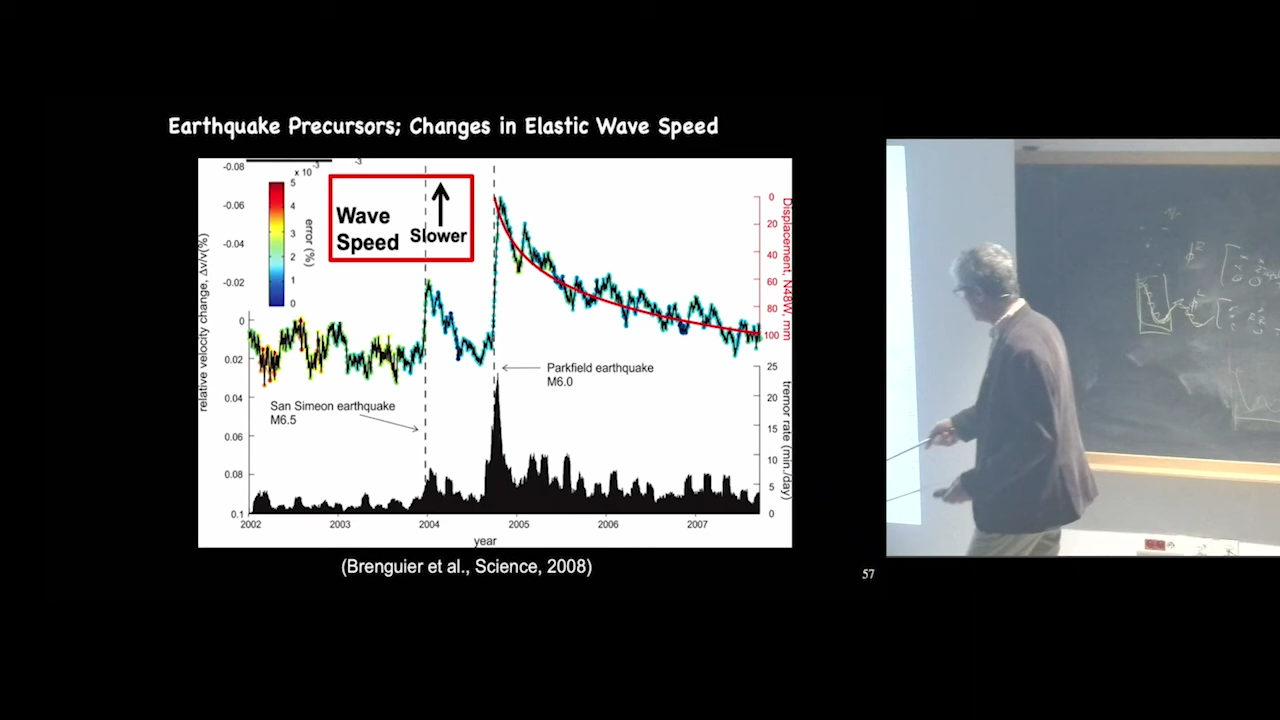 Earthquake Precursors; Changes in Elastic Wave Speed
-0.08
-0.06
-0.04
-0.02
0
0.02
0.04
0.06
0.08
0.1
relative velocity change, Δv/v(%)
x 10
-3
-3
5
4
3
2
1
0
error (%)
Wave
Speed
Slower
0
20
40
60
80
100
Displacement, N48W, mm
Parkfield earthquake
M6.0
San Simeon earthquake
M6.5
25
20
15
10
5
0
tremor rate (min./day)
2002 2003 2004 2005 2006 2007
year
(Brenguier et al., Science, 2008)
57